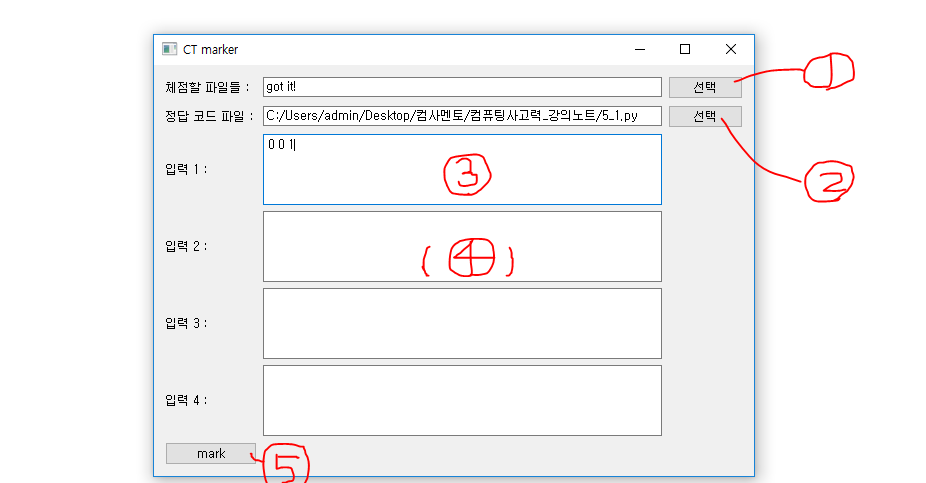 CT marker
체점할 파일들 : got it! 선택 ①
정답 코드 파일 : C:/Users/admin/Desktop/컴사멘토/컴퓨팅사고력_강의노트/5_1.py 선택 ②
입력 1 : 0 0 1 ③
입력 2 : ( ④ )
입력 3 :
입력 4 :
mark ⑤